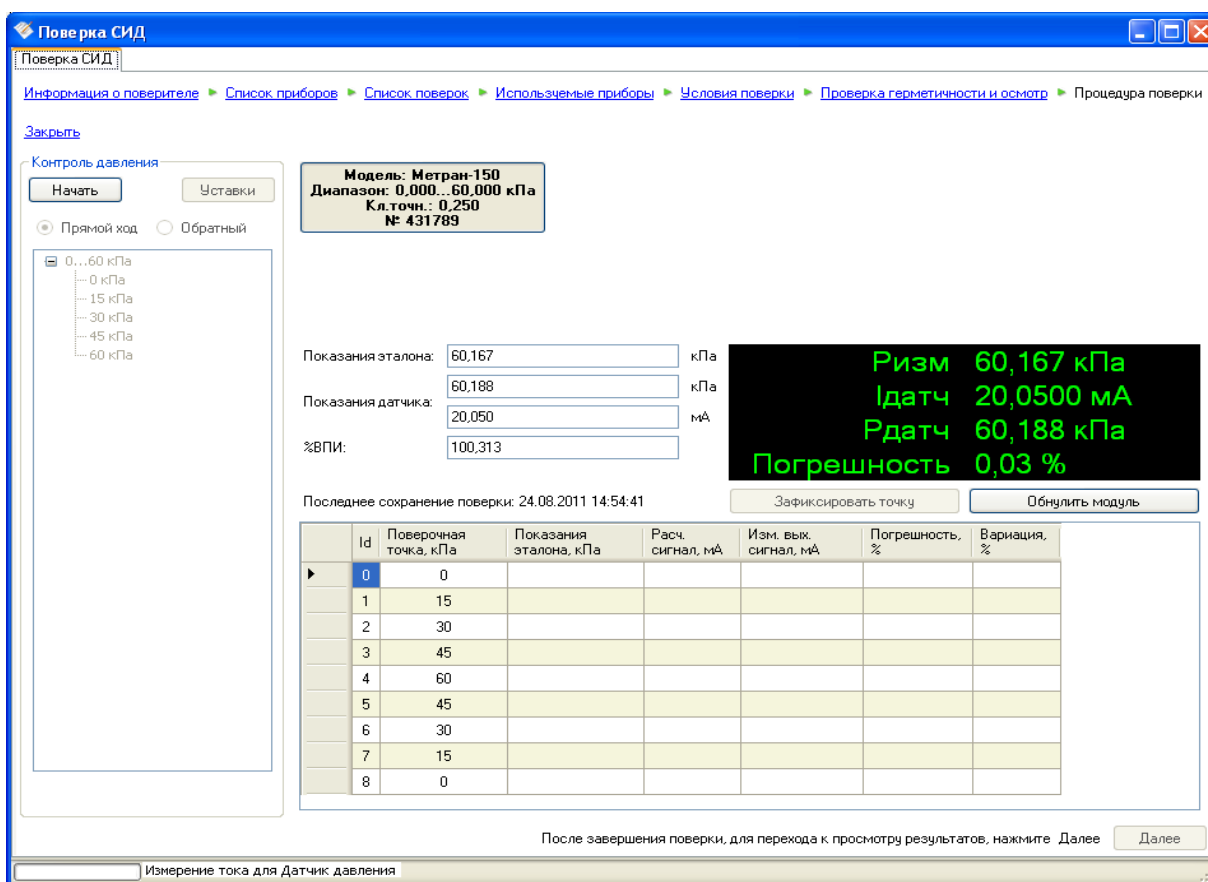 Поверка СИД
Поверка СИД
Информация о поверителе Список приборов Список поверок Используемые приборы Условия поверки Проверка герметичности и осмотр Процедура поверки
Закрыть
Контроль давления
Начать Уставки
Прямой ход Обратный
0...60 кПа
0 кПа
15 кПа
30 кПа
45 кПа
60 кПа
Модель: Метран-150
Диапазон: 0,000...60,000 кПа
Кл.точн.: 0,250
№ 431789
Показания эталона: 60,167 кПа
60,188 кПа
Показания датчика:
20,050 мА
%ВПИ: 100,313
Ризм 60,167 кПа
Iдатч 20,0500 мА
Рдатч 60,188 кПа
Погрешность 0,03 %
Последнее сохранение поверки: 24.08.2011 14:54:41
Зафиксировать точку Обнулить модуль
Id Поверочная точка, кПа Показания эталона, кПа Расч. сигнал, мА Изм. вых. сигнал, мА Погрешность, % Вариация, %
0 0
1 15
2 30
3 45
4 60
5 45
6 30
7 15
8 0
После завершения поверки, для перехода к просмотру результатов, нажмите Далее Далее
Измерение тока для Датчик давления